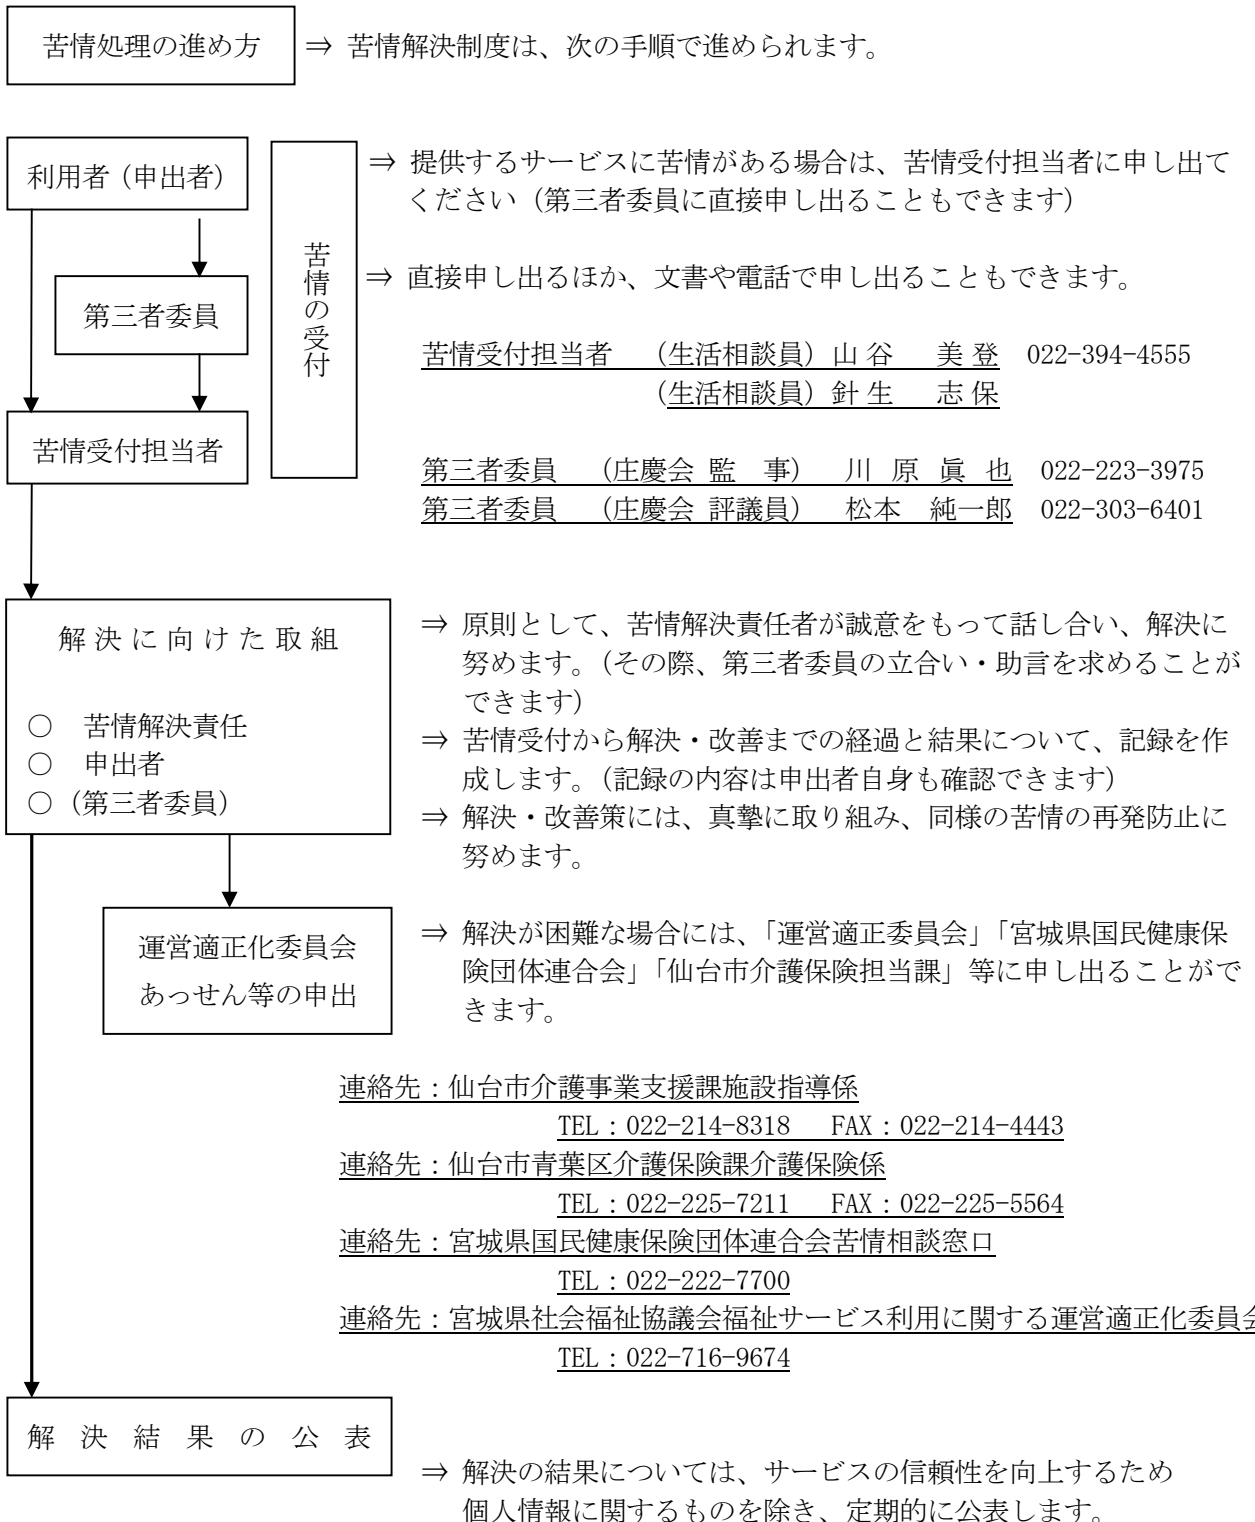 苦情処理の進め方
⇒ 苦情解決制度は、次の手順で進められます。
利用者（申出者）
第三者委員
苦情受付担当者
苦情の受付
⇒ 提供するサービスに苦情がある場合は、苦情受付担当者に申し出て
ください（第三者委員に直接申し出ることもできます）
⇒ 直接申し出るほか、文書や電話で申し出ることもできます。
苦情受付担当者 （生活相談員）山谷 美登 022-394-4555
（生活相談員）針生 志保
第三者委員 （庄慶会 監 事） 川 原 眞 也 022-223-3975
第三者委員 （庄慶会 評議員） 松本 純一郎 022-303-6401
解決に向けた取組
○ 苦情解決責任
○ 申出者
○（第三者委員）
⇒ 原則として、苦情解決責任者が誠意をもって話し合い、解決に
努めます。（その際、第三者委員の立合い・助言を求めることが
できます）
⇒ 苦情受付から解決・改善までの経過と結果について、記録を作
成します。（記録の内容は申出者自身も確認できます）
⇒ 解決・改善策には、真摯に取り組み、同様の苦情の再発防止に
努めます。
運営適正化委員会
あっせん等の申出
⇒ 解決が困難な場合には、「運営適正委員会」「宮城県国民健康保
険団体連合会」「仙台市介護保険担当課」等に申し出ることがで
きます。
連絡先：仙台市介護事業支援課施設指導係
TEL：022-214-8318 FAX：022-214-4443
連絡先：仙台市青葉区介護保険課介護保険係
TEL：022-225-7211 FAX：022-225-5564
連絡先：宮城県国民健康保険団体連合会苦情相談窓口
TEL：022-222-7700
連絡先：宮城県社会福祉協議会福祉サービス利用に関する運営適正化委員会
TEL：022-716-9674
解 決 結 果 の 公 表
⇒ 解決の結果については、サービスの信頼性を向上するため
個人情報に関するものを除き、定期的に公表します。